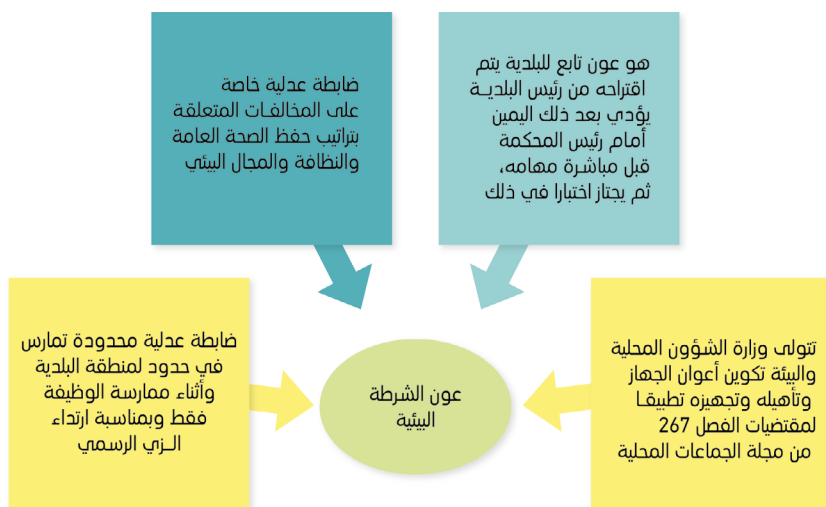 هو عون تابع للبلدية يتم
اقتراحه من رئيس البلديــة
يؤدي بعد ذلك اليمين
أمام رئيس المحكمة
قبل مباشرة مهامه،
ثم يجتاز اختبارا في ذلك
ضابطة عدلية خاصة
على المخالفـات المتعلقة
بتراتيب حفظ الصحة العامة
والنظافة والمجال البيئي
تتولى وزارة الشؤون المحلية
والبيئة تكوين أعوان الجهاز
وتأهيله وتجهيزه تطبيقـا
لمقتضيات الفصل 267
من مجلة الجماعات المحلية
عون الشرطة
البيئية
ضابطة عدلية محدودة تمارس
في حدود لمنطقة البلدية
وأثناء ممارسة الوظيفة
فقط وبمناسبة ارتداء
الــزي الرسمي